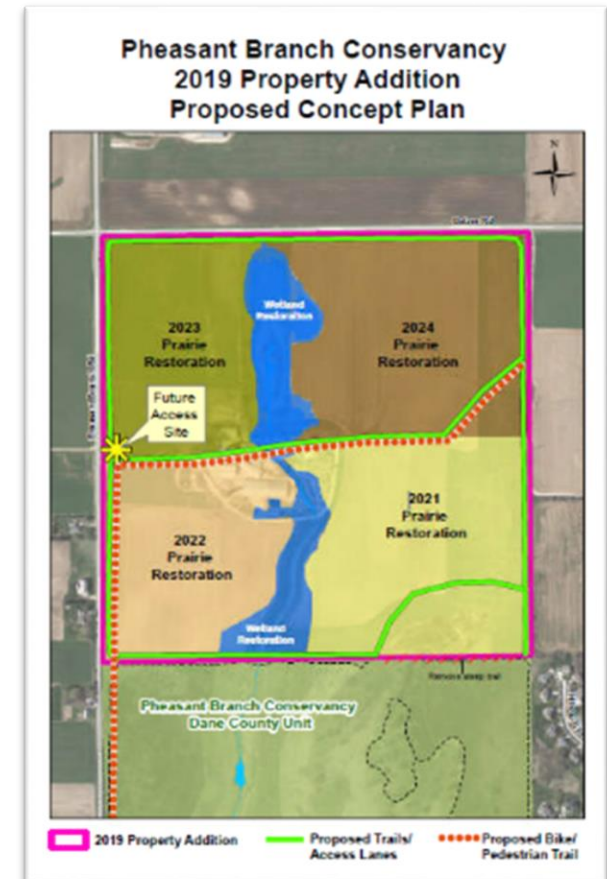 Pheasant Branch Conservancy
2019 Property Addition
Proposed Concept Plan
N
Wetland
Restoration
2023
Prairie
Restoration
2024
Prairie
Restoration
Future
Access
Site
2021
Prairie
Restoration
2022
Prairie
Restoration
Wetland
Restoration
Pheasant Branch Conservancy
Dane County Unit
2019 Property Addition
Proposed Trails/
Access Lanes
Proposed Bike/
Pedestrian Trail